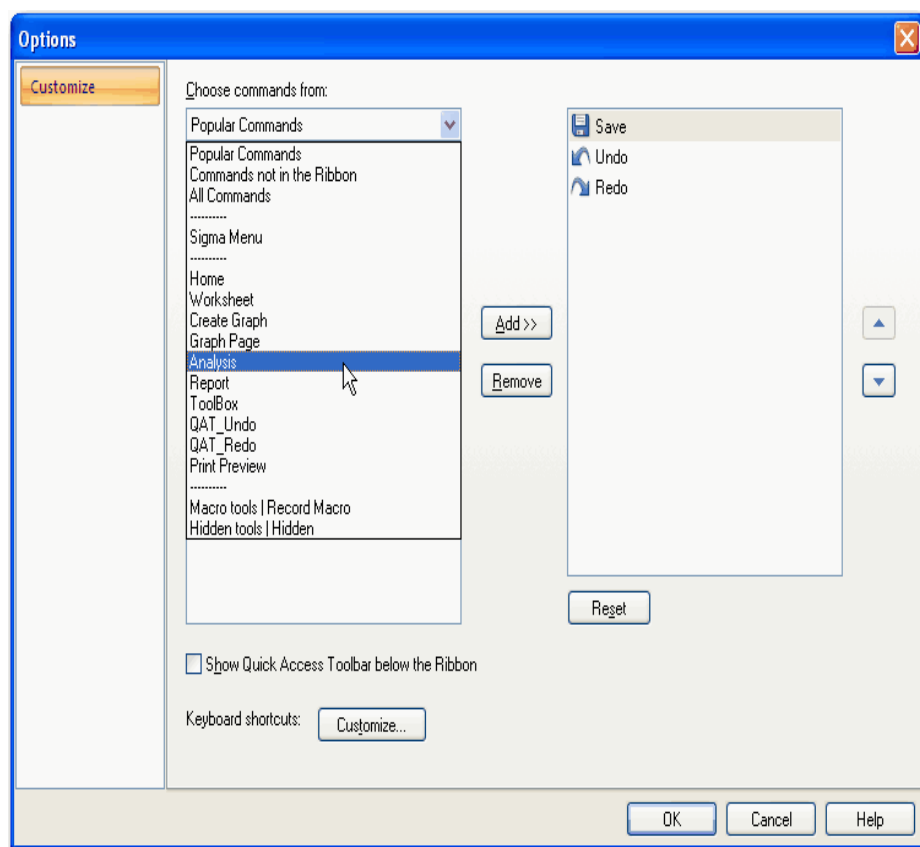 Options
Customize
Choose commands from:
Popular Commands
Popular Commands
Commands not in the Ribbon
All Commands
----------
Sigma Menu
----------
Home
Worksheet
Create Graph
Graph Page
Analysis
Report
ToolBox
QAT_Undo
QAT_Redo
Print Preview
----------
Macro tools | Record Macro
Hidden tools | Hidden
Add >>
Remove
Save
Undo
Redo
Reset
Show Quick Access Toolbar below the Ribbon
Keyboard shortcuts: Customize...
OK Cancel Help